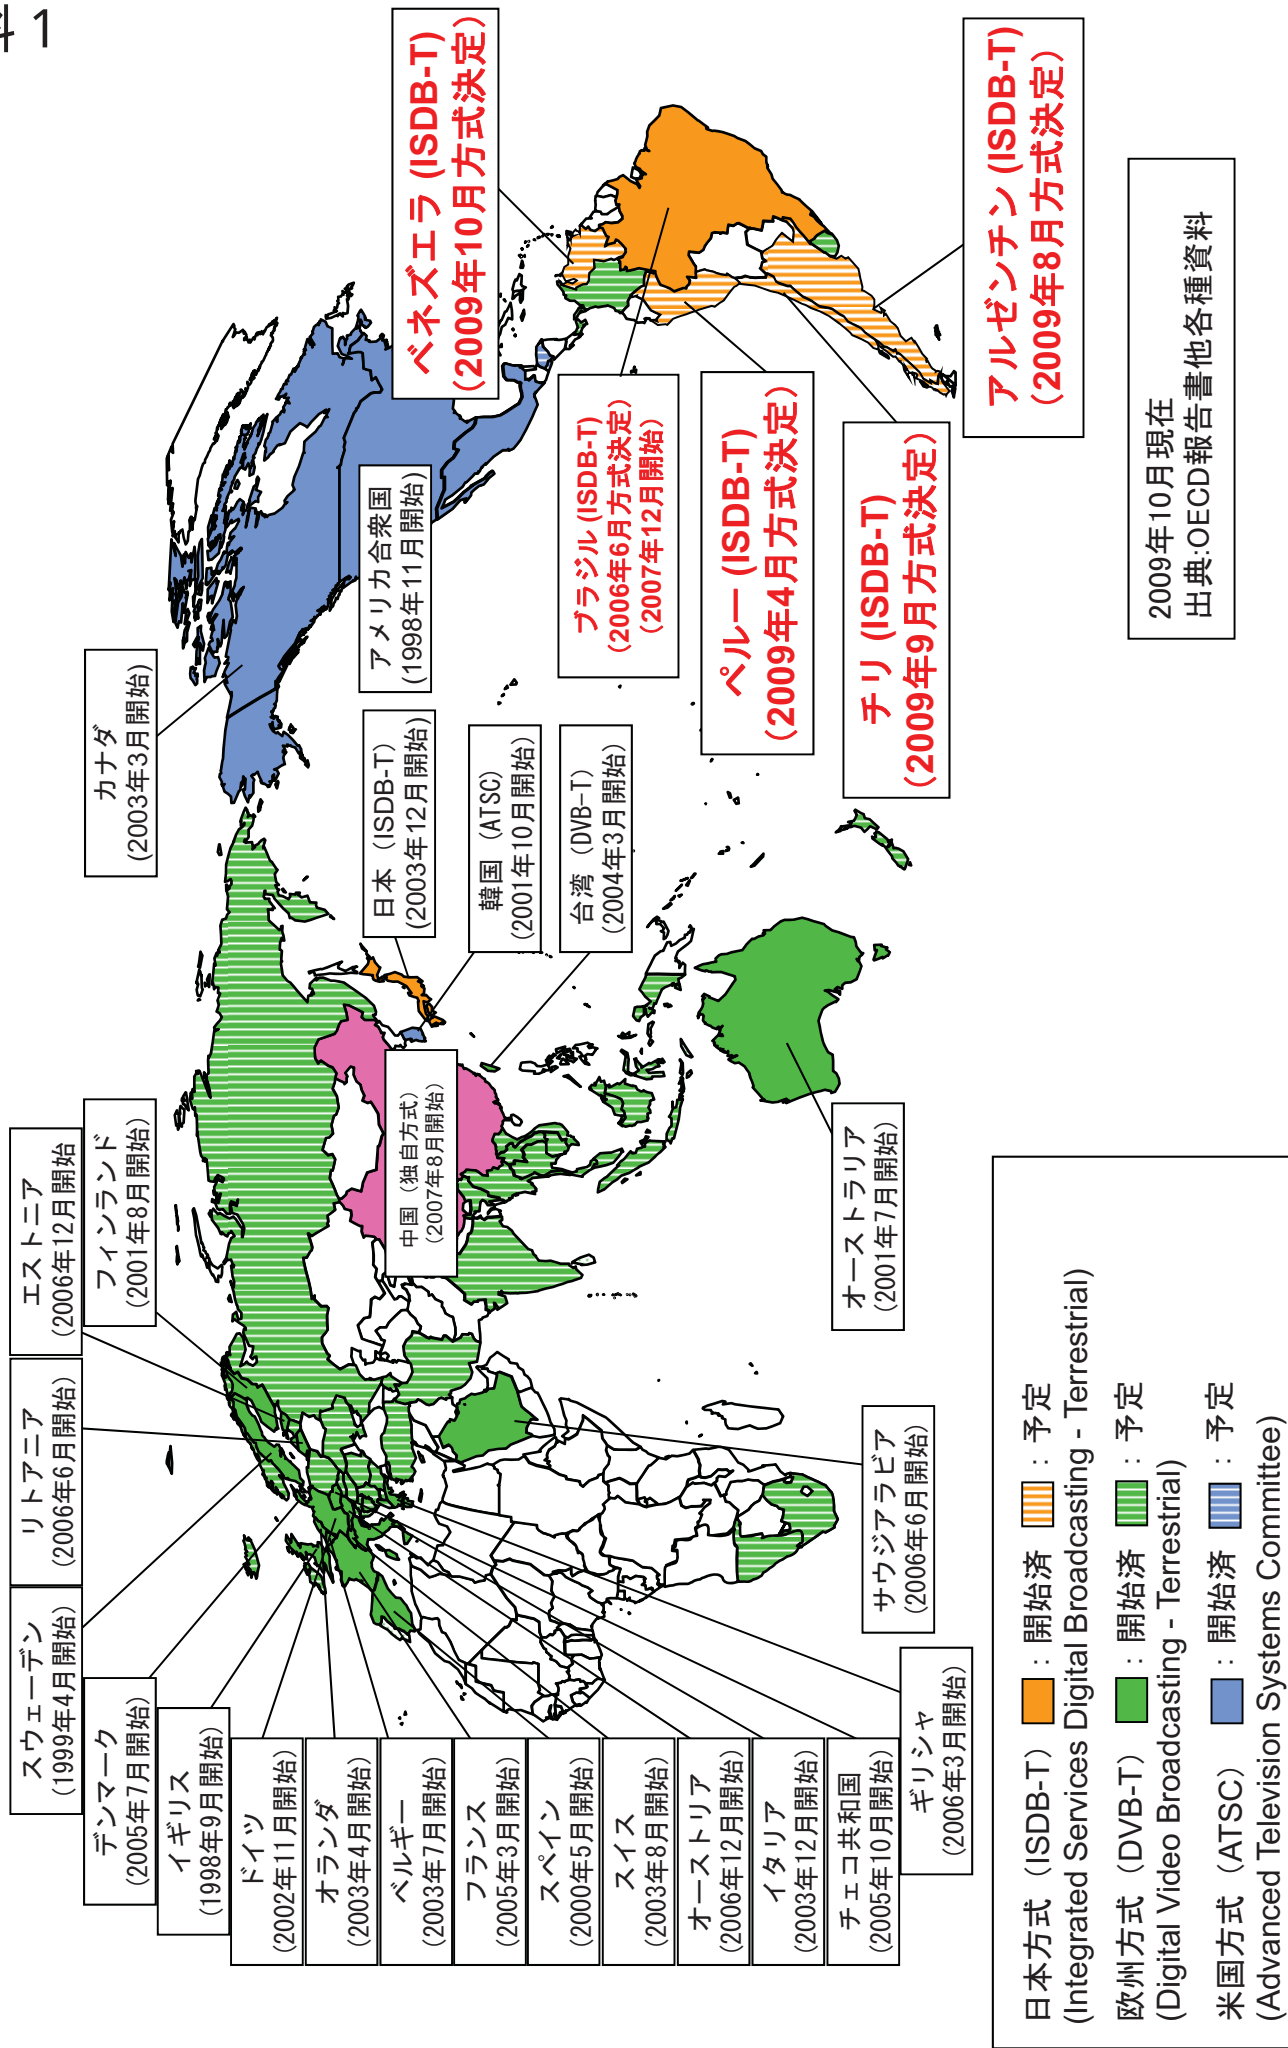 料1
エストニア
(2006年12月開始
フィンランド
(2001年8月開始)
リトアニア
(2006年6月開始)
スウェーデン
(1999年4月開始)
デンマーク
(2005年7月開始)
イギリス
(1998年9月開始)
ドイツ
(2002年11月開始)
オランダ
(2003年4月開始)
ベルギー
(2003年7月開始)
フランス
(2005年3月開始)
スペイン
(2000年5月開始)
スイス
(2003年8月開始)
オーストリア
(2006年12月開始)
イタリア
(2003年12月開始)
チェコ共和国
(2005年10月開始)
ギリシャ
(2006年3月開始)
サウジアラビア
(2006年6月開始)
オーストラリア
(2001年7月開始)
中国（独自方式）
(2007年8月開始)
カナダ
(2003年3月開始)
日本（ISDB-T）
(2003年12月開始)
韓国（ATSC）
(2001年10月開始)
台湾（DVB-T）
(2004年3月開始)
アメリカ合衆国
(1998年11月開始)
ベネズエラ (ISDB-T)
（2009年10月方式決定）
ブラジル (ISDB-T)
(2006年6月方式決定)
(2007年12月開始)
ペルー (ISDB-T)
（2009年4月方式決定）
チリ (ISDB-T)
（2009年9月方式決定）
アルゼンチン (ISDB-T)
（2009年8月方式決定）
日本方式（ISDB-T）：開始済：予定
(Integrated Services Digital Broadcasting - Terrestrial)
欧州方式（DVB-T）：開始済：予定
(Digital Video Broadcasting - Terrestrial)
米国方式（ATSC）：開始済：予定
(Advanced Television Systems Committee)
2009年10月現在
出典:OECD報告書他各種資料